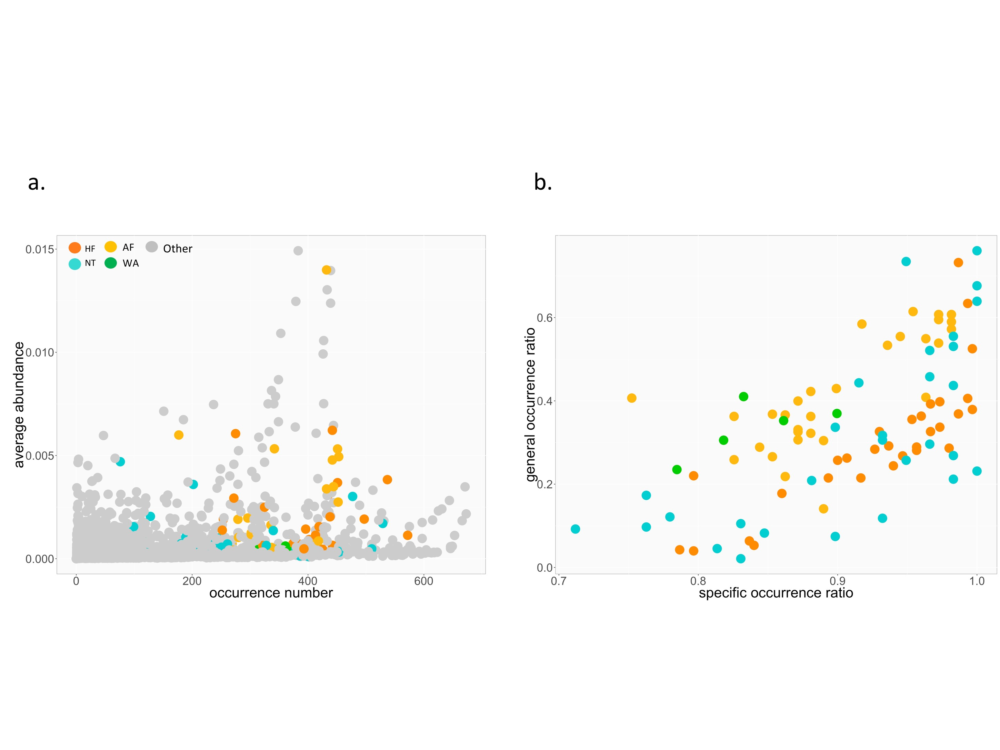 a.
b.
HF AF Other
NT WA
0.015
0.010
0.005
0.000
average abundance
0 200 400 600
occurrence number
0.6
0.4
0.2
0.0
general occurrence ratio
0.7 0.8 0.9 1.0
specific occurrence ratio